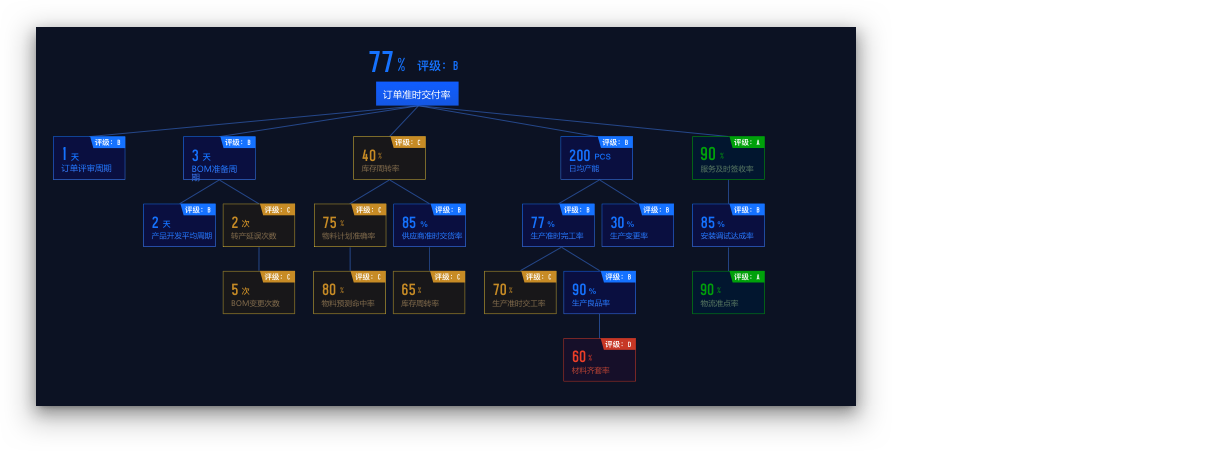 77% 评级: B
订单准时交付率
评级: B
1 天
订单评审周期
评级: B
3 天
BOM准备周
期
评级: C
40%
库存周转率
评级: B
200 PCS
日均产能
评级: A
90%
服务及时签收率
评级: B
2 天
产品开发平均周期
评级: C
2 次
转产延误次数
评级: C
75%
物料计划准确率
评级: B
85%
供应商准时交货率
评级: B
77%
生产准时完工率
评级: B
30%
生产变更率
评级: B
85%
安装调试达成率
评级: C
5 次
BOM变更次数
评级: C
80%
物料预测命中率
评级: C
65%
库存周转率
评级: C
70%
生产准时交工率
评级: B
90%
生产良品率
评级: A
90%
物流准点率
评级: D
60%
材料齐套率